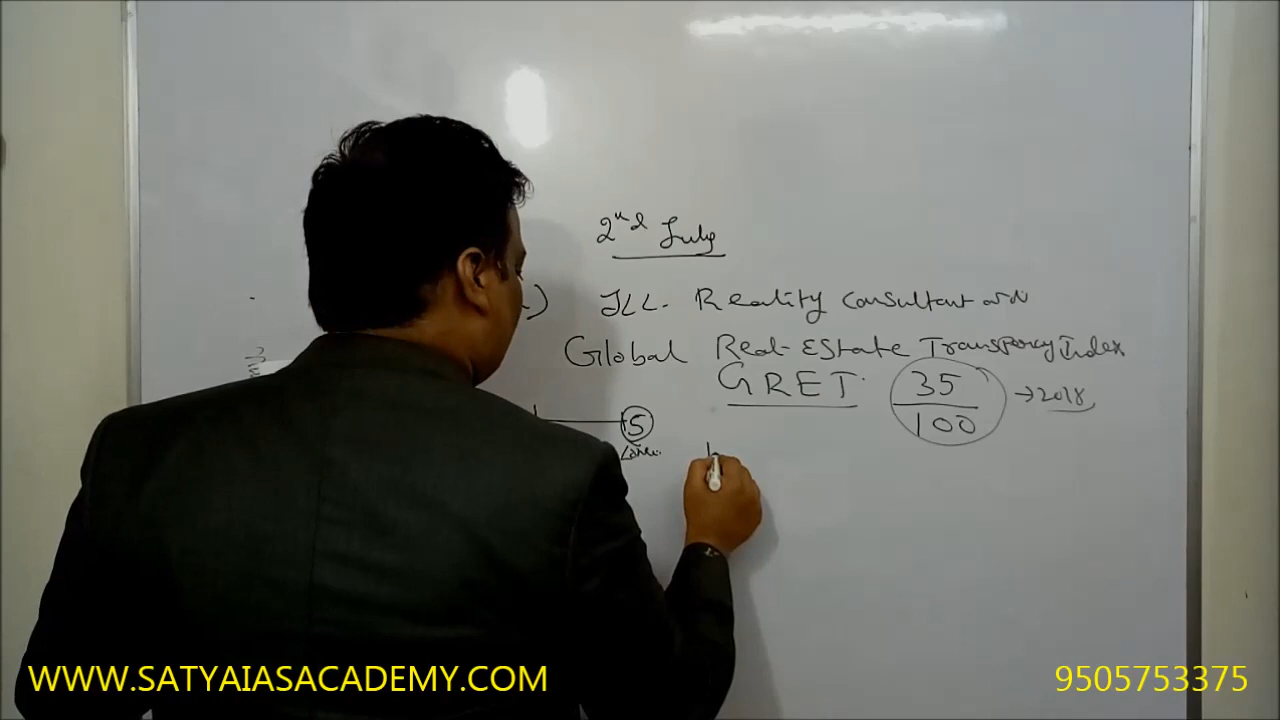 2nd July
) JLL. Reality Consultant
Global Real-Estate Transparency Index
GRET. 35/100 → 2018
5
WWW.SATYAIASACADEMY.COM
9505753375